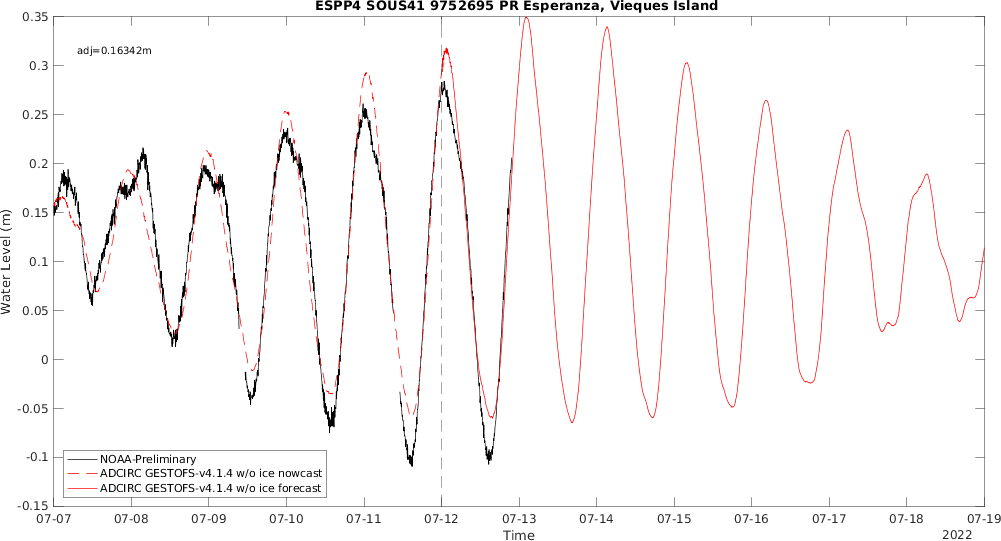 ESPP4 SOUS41 9752695 PR Esperanza, Vieques Island
0.35
adj=0.16342m
0.3
0.25
0.2
0.15
0.1
0.05
0
-0.05
-0.1
-0.15
Water Level (m)
NOAA-Preliminary
ADCIRC GESTOFS-v4.1.4 w/o ice nowcast
ADCIRC GESTOFS-v4.1.4 w/o ice forecast
07-07 07-08 07-09 07-10 07-11 07-12 07-13 07-14 07-15 07-16 07-17 07-18 07-19
Time
2022